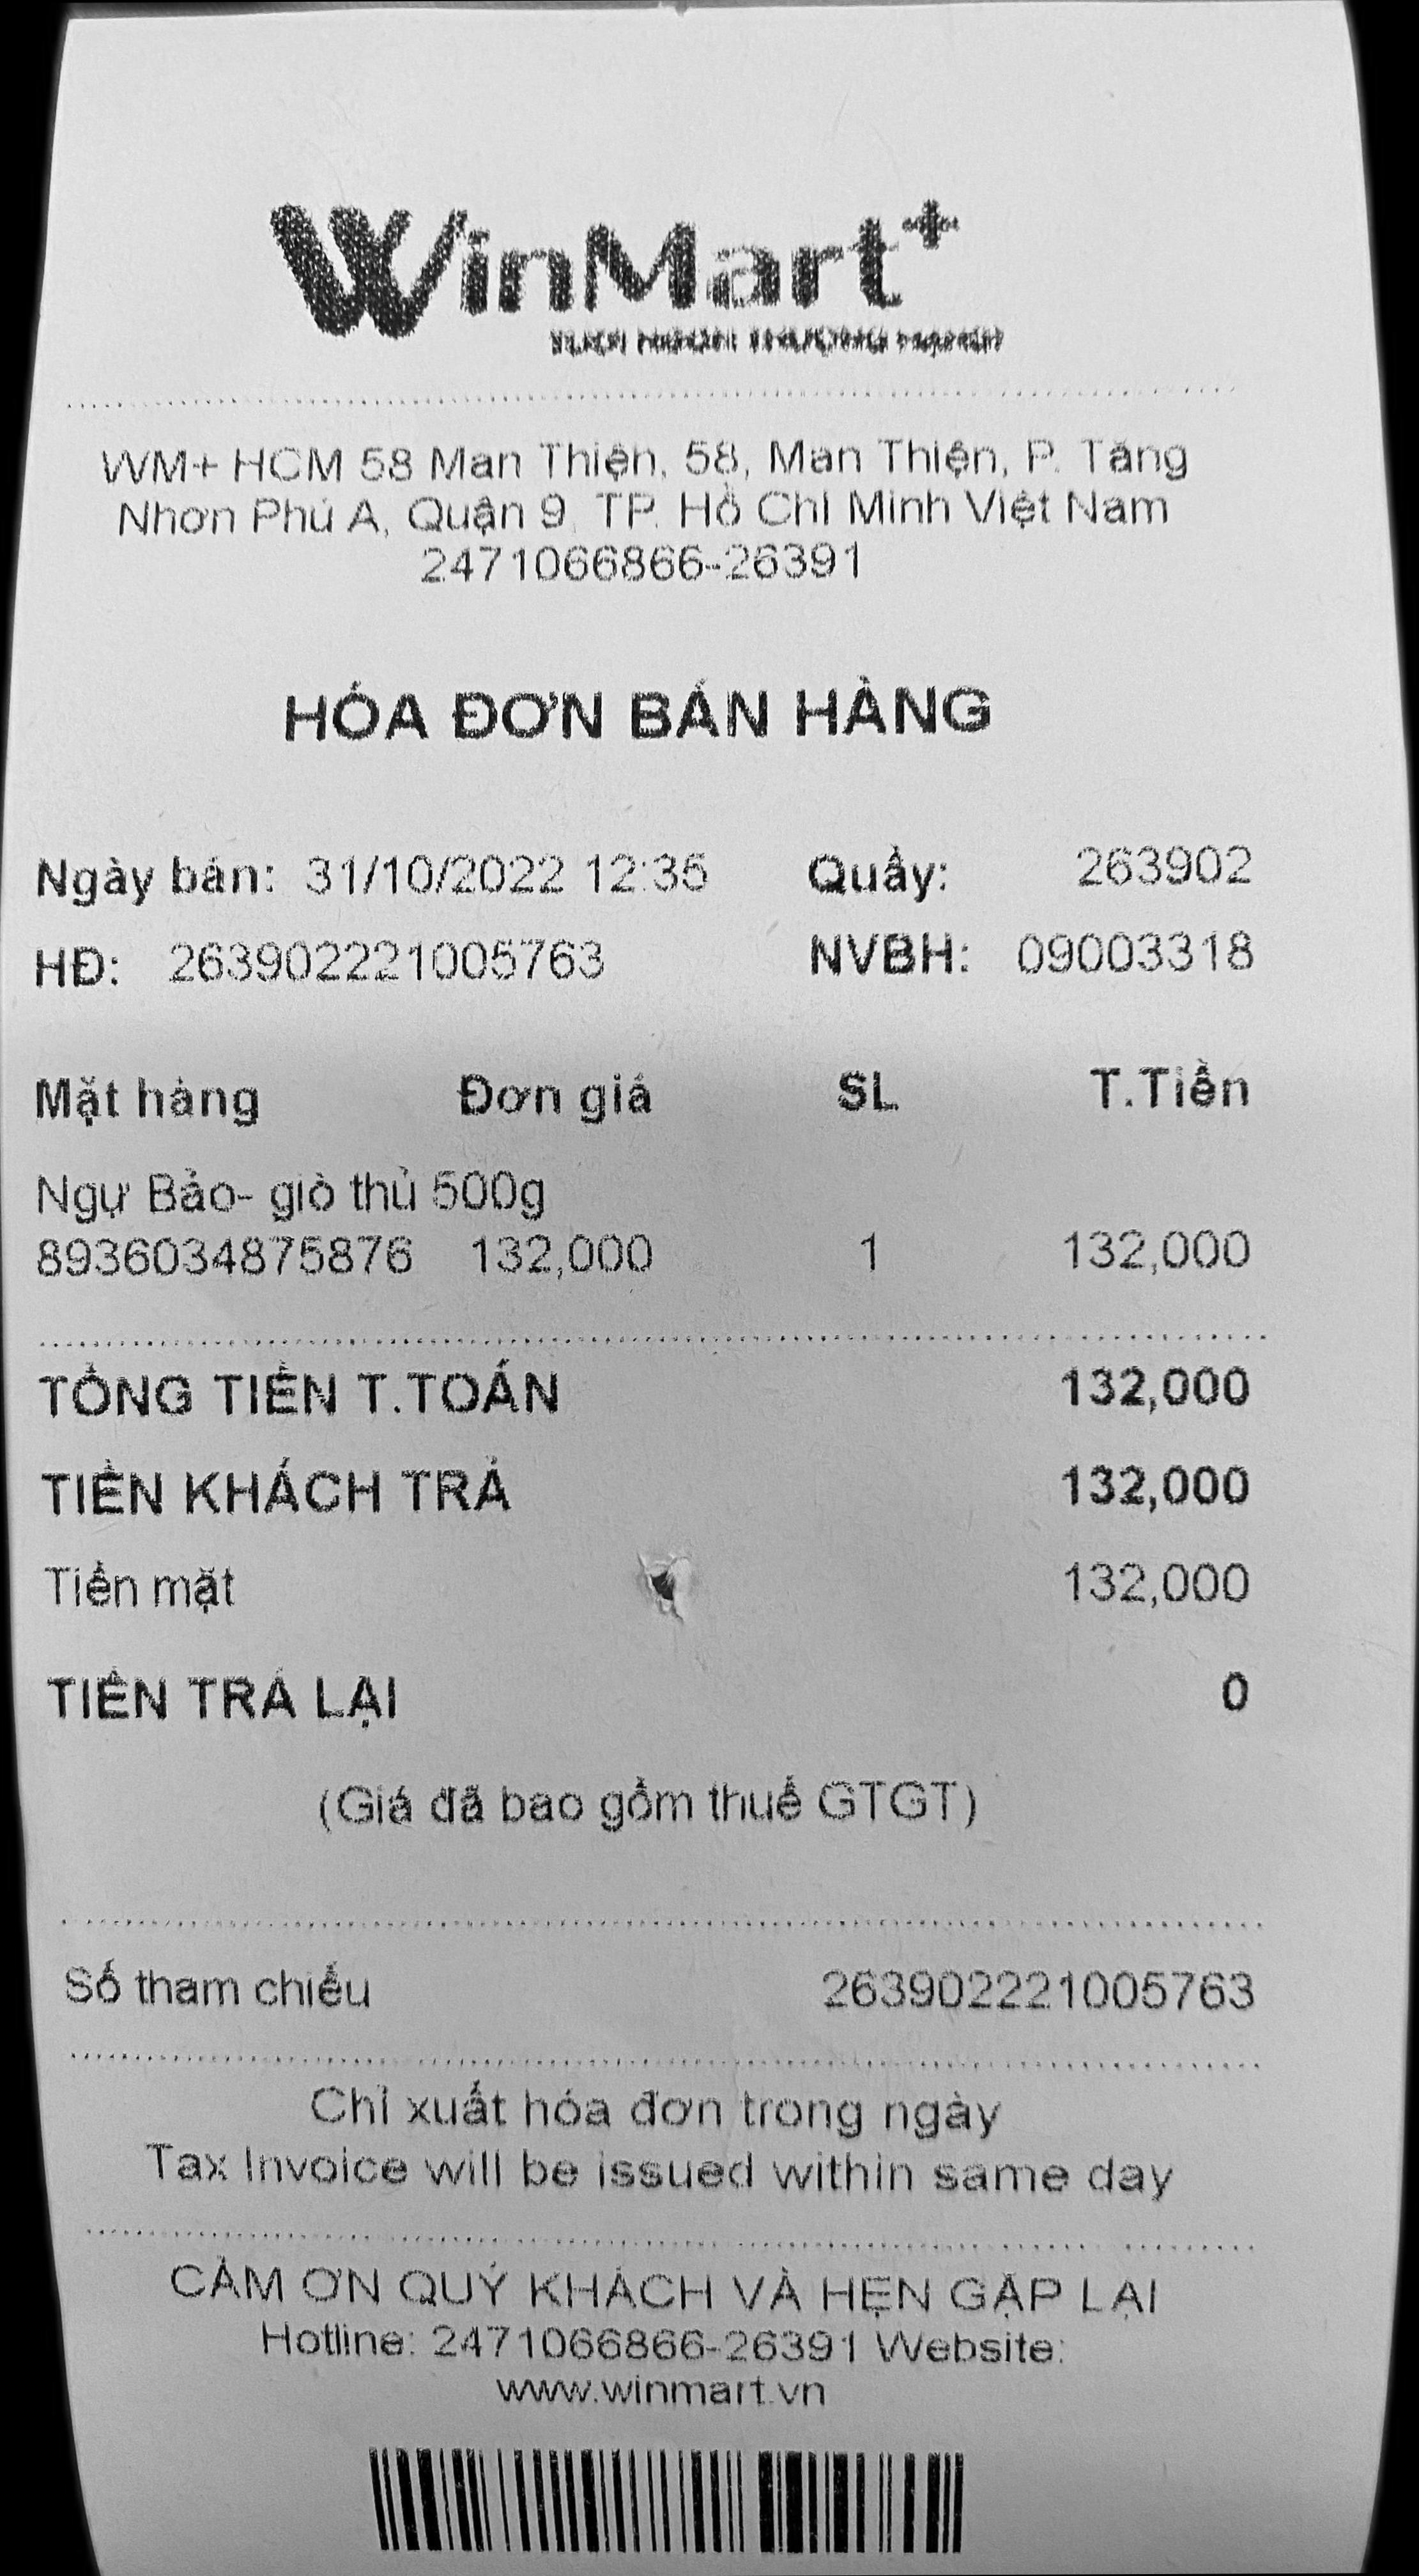 WinMart+
WM+ HCM 58 Man Thiện, 58, Man Thiện, P. Tăng
Nhơn Phú A, Quận 9, TP. Hồ Chí Minh Việt Nam
2471066866-26391
HÓA ĐƠN BÁN HÀNG
Ngày bán: 31/10/2022 12:35 Quầy: 263902
HĐ: 263902221005763 NVBH: 09003318
Mặt hàng Đơn giá SL T.Tiền
Ngự Bảo- giò thủ 500g
8936034875876 132,000 1 132,000
TỔNG TIỀN T.TOÁN 132,000
TIỀN KHÁCH TRẢ 132,000
Tiền mặt 132,000
TIỀN TRẢ LẠI 0
(Giá đã bao gồm thuế GTGT)
Số tham chiếu 263902221005763
Chỉ xuất hóa đơn trong ngày
Tax Invoice will be issued within same day
CẢM ƠN QUÝ KHÁCH VÀ HẸN GẶP LẠI
Hotline: 2471066866-26391 Website:
www.winmart.vn